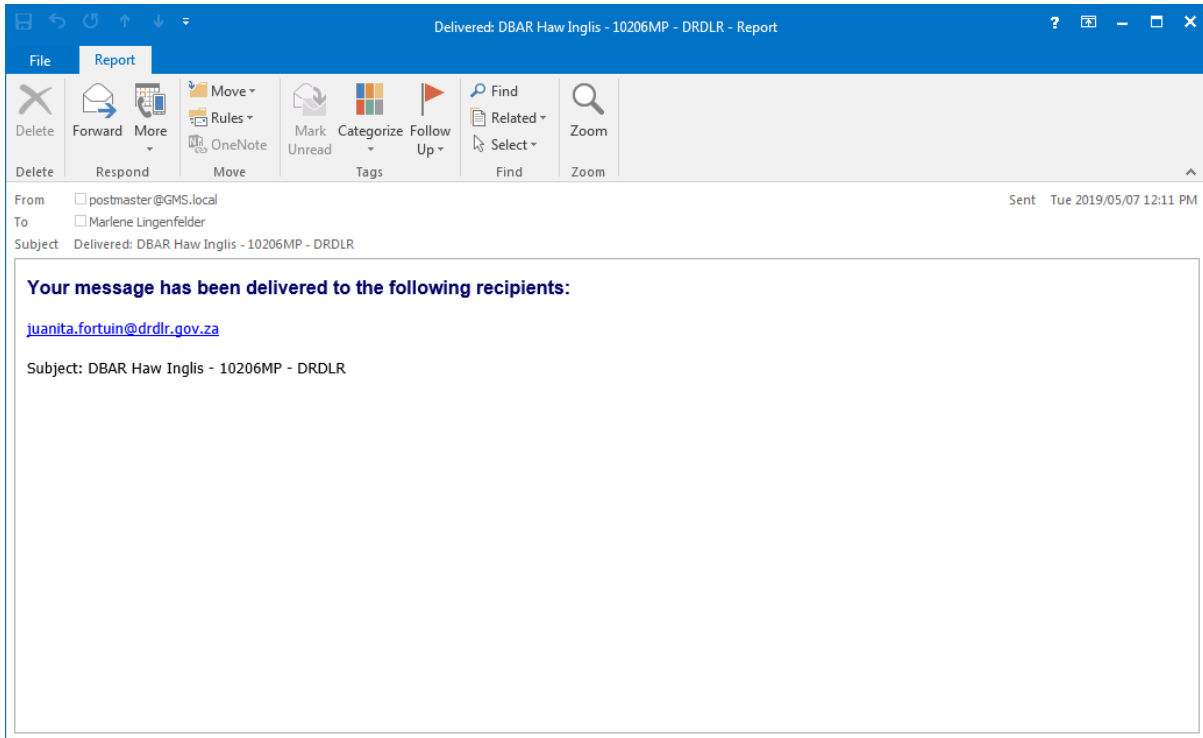 Delivered: DBAR Haw Inglis - 10206MP - DRDLR - Report
File Report
Delete
Forward
More
Move
Rules
OneNote
Mark Unread
Categorize
Follow Up
Find
Related
Select
Zoom
Delete Respond Move Tags Find Zoom
From postmaster@GMS.local Sent Tue 2019/05/07 12:11 PM
To Marlene Lingenfelder
Subject Delivered: DBAR Haw Inglis - 10206MP - DRDLR
Your message has been delivered to the following recipients:
juanita.fortuin@drdlr.gov.za
Subject: DBAR Haw Inglis - 10206MP - DRDLR